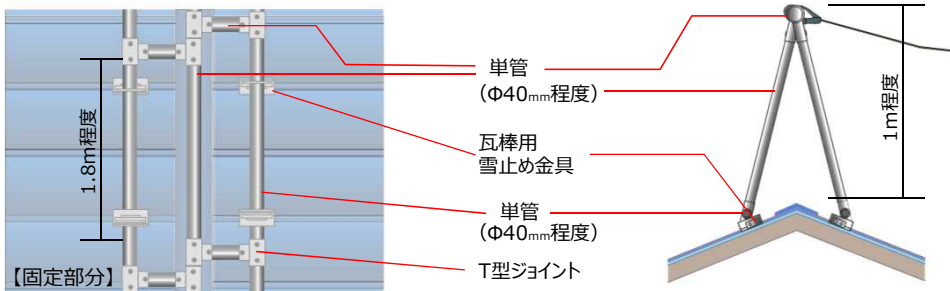 単管
（Φ40mm程度）
瓦棒用
雪止め金具
単管
（Φ40mm程度）
T型ジョイント
1.8m程度
【固定部分】
1m程度